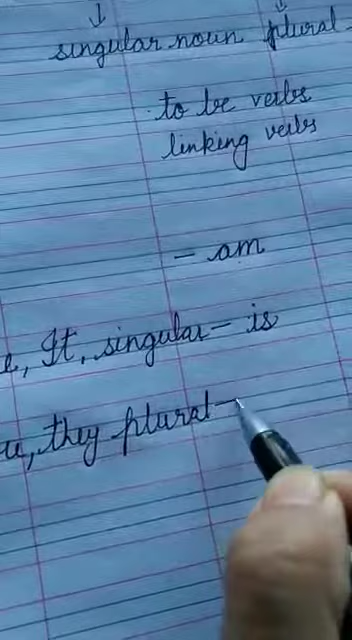 singular noun plural
to be verbs
linking verbs
- am
It, singular - is
they plural -